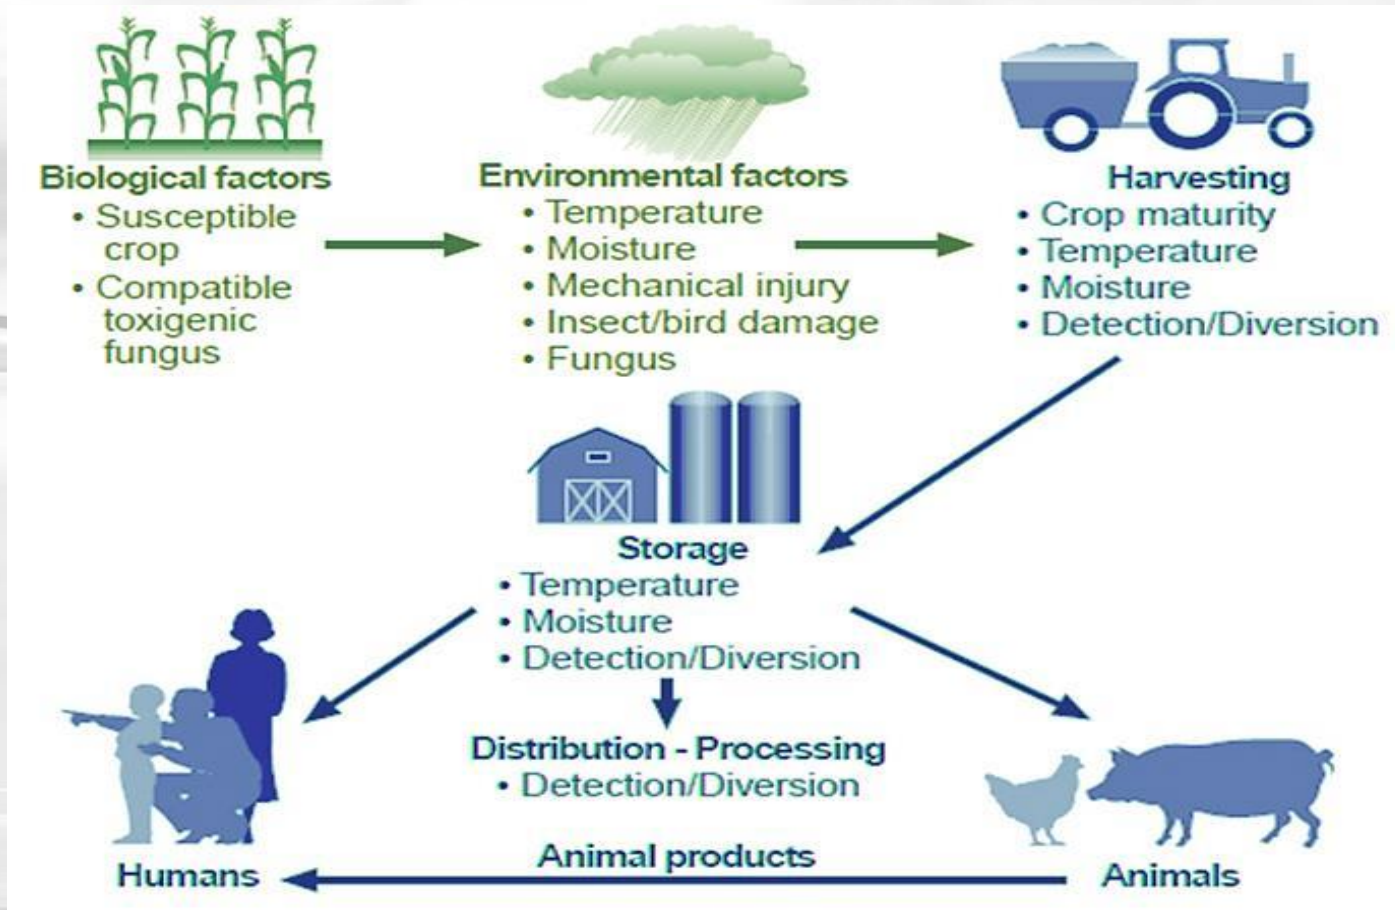 Biological factors
• Susceptible
crop
• Compatible
toxigenic
fungus
Environmental factors
• Temperature
• Moisture
• Mechanical injury
• Insect/bird damage
• Fungus
Harvesting
• Crop maturity
• Temperature
• Moisture
• Detection/Diversion
Storage
• Temperature
• Moisture
• Detection/Diversion
Distribution - Processing
• Detection/Diversion
Humans
Animal products
Animals